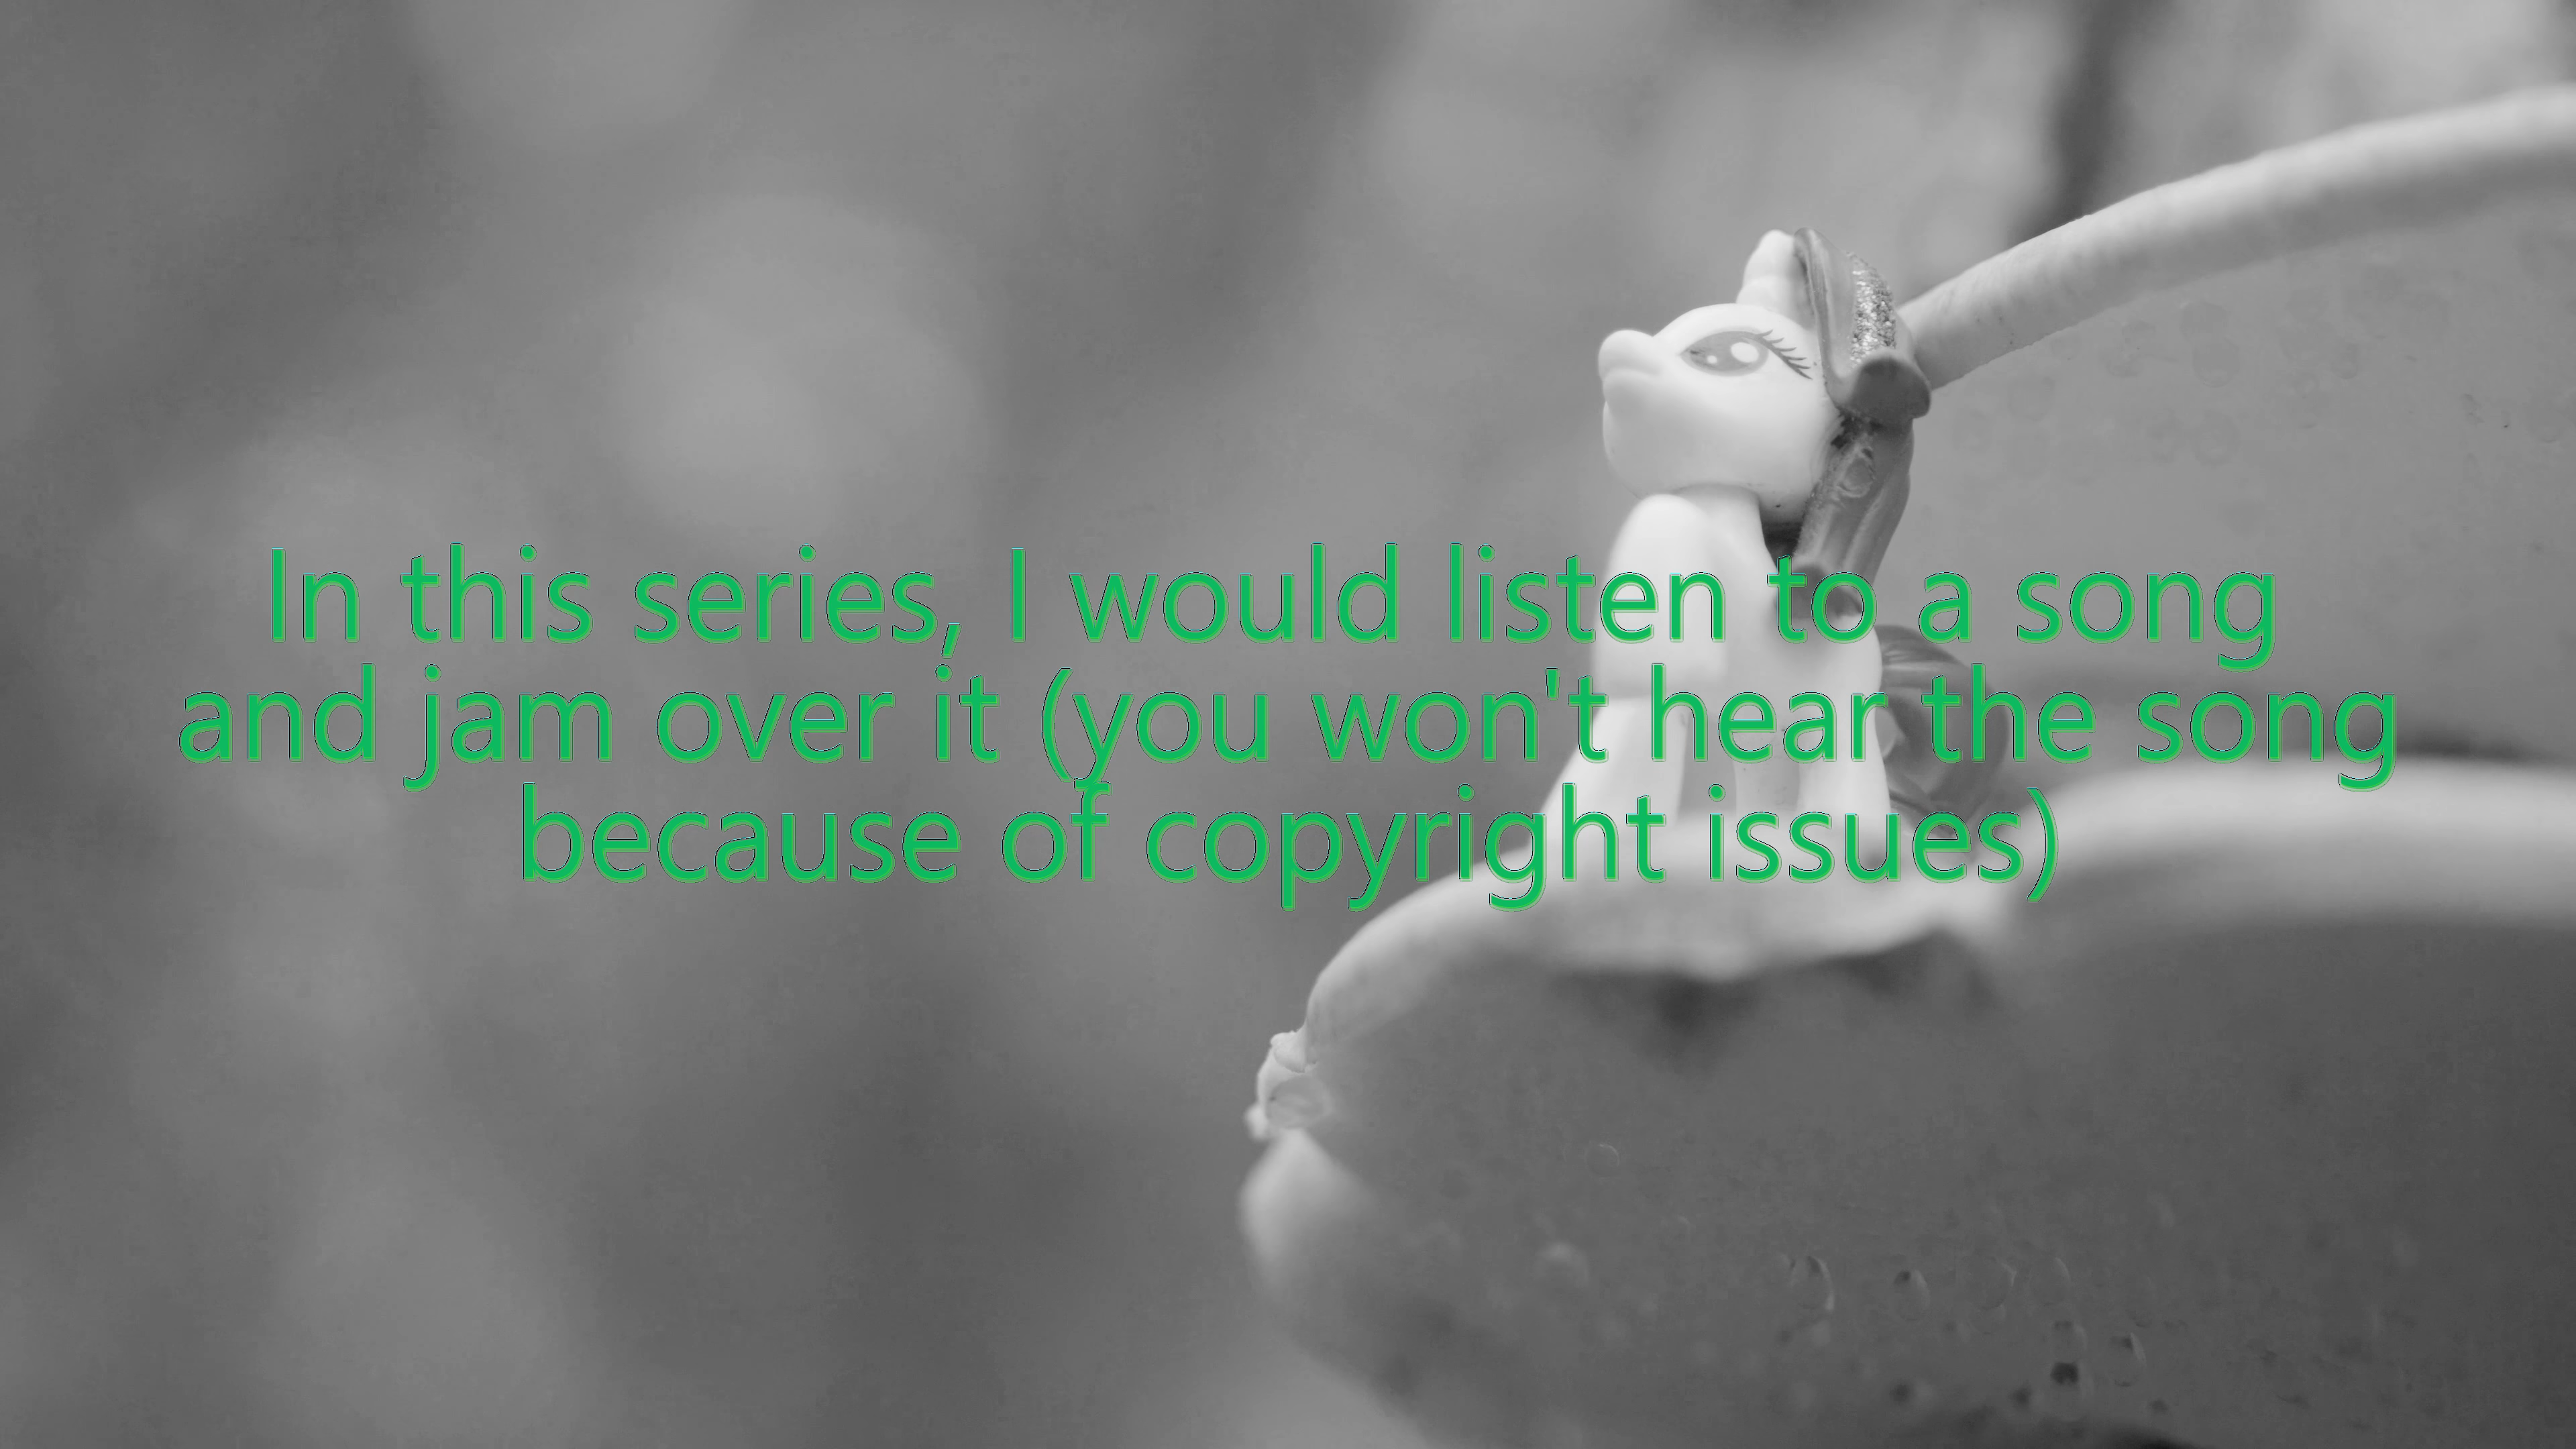 In this series, I would listen to a song
and jam over it (you won't hear the song
because of copyright issues)